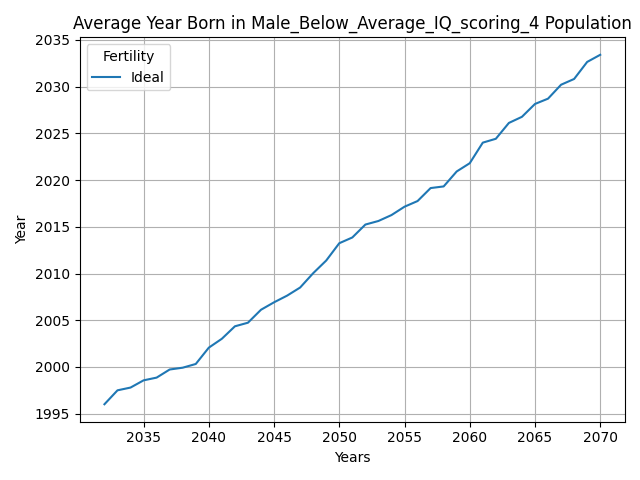 Average Year Born in Male_Below_Average_IQ_scoring_4 Population
2035
2030
2025
2020
2015
2010
2005
2000
1995
Year
Fertility
Ideal
2035 2040 2045 2050 2055 2060 2065 2070
Years